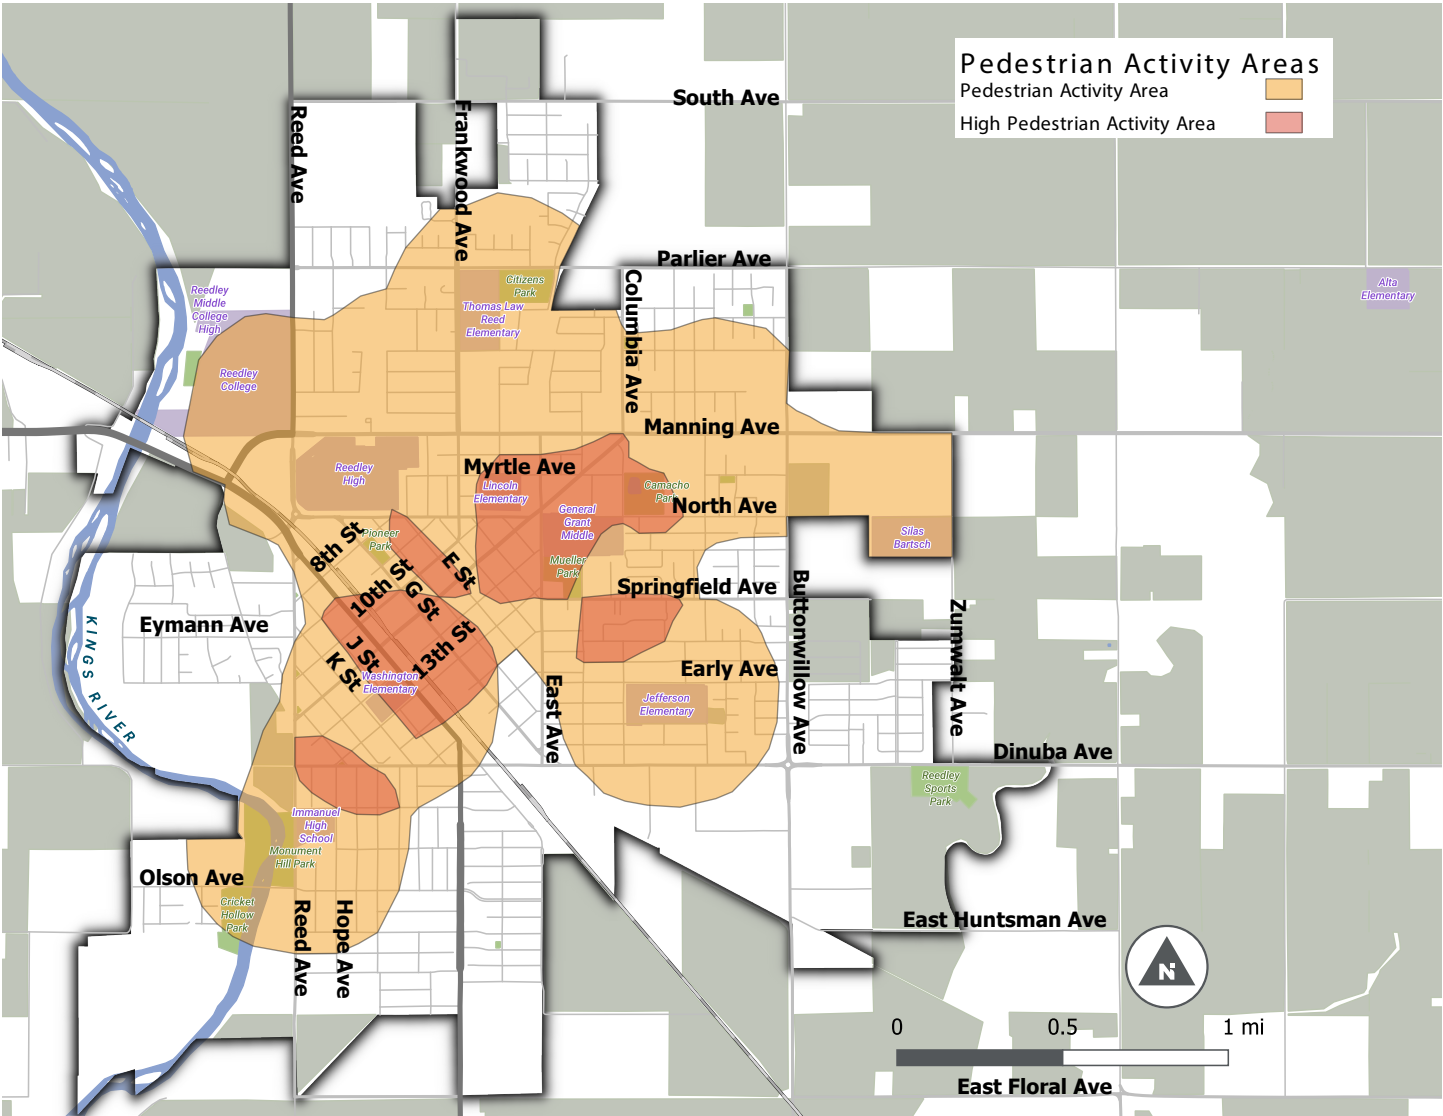 Pedestrian Activity Areas
Pedestrian Activity Area
High Pedestrian Activity Area
South Ave
Reed Ave
Frankwood Ave
Parlier Ave
Columbia Ave
Citizens
Park
Reedley
Middle
College
High
Thomas Law
Reed
Elementary
Alta
Elementary
Reedley
College
Manning Ave
Myrtle Ave
Reedley
High
Lincoln
Elementary
Camacho
Park
North Ave
General
Grant
Middle
Silas
Bartsch
8th St
Pioneer
Park
E St
Mueller
Park
10th St
G St
Springfield Ave
Buttonwillow Ave
Zumwalt Ave
Eymann Ave
KINGS RIVER
J St
K St
13th St
Washington
Elementary
Early Ave
East Ave
Jefferson
Elementary
Dinuba Ave
Reedley
Sports
Park
Immanuel
High
School
Monument
Hill Park
Olson Ave
Cricket
Hollow
Park
Reed Ave
Hope Ave
East Huntsman Ave
N
0
0.5
1 mi
East Floral Ave